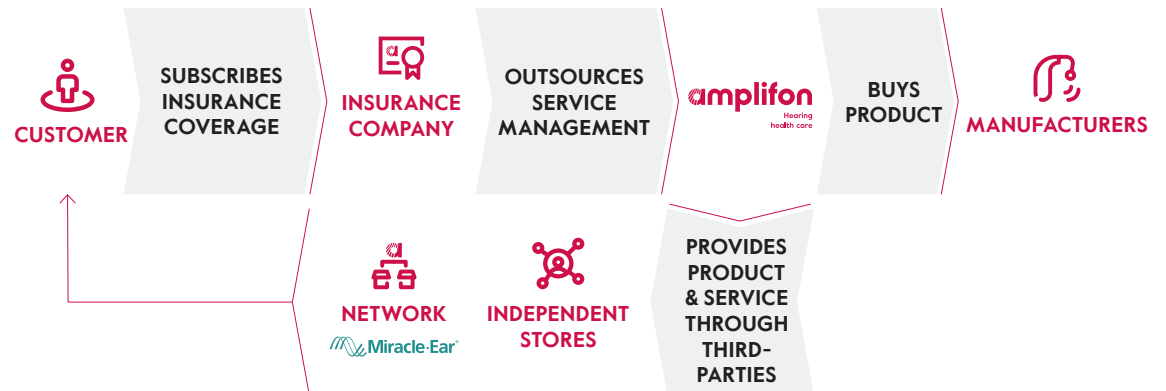 CUSTOMER
SUBSCRIBES
INSURANCE
COVERAGE
a
INSURANCE
COMPANY
OUTSOURCES
SERVICE
MANAGEMENT
amplifon
Hearing
health care
BUYS
PRODUCT
MANUFACTURERS
PROVIDES
PRODUCT
& SERVICE
THROUGH
THIRD-
PARTIES
INDEPENDENT
STORES
a
NETWORK
Miracle-Ear®